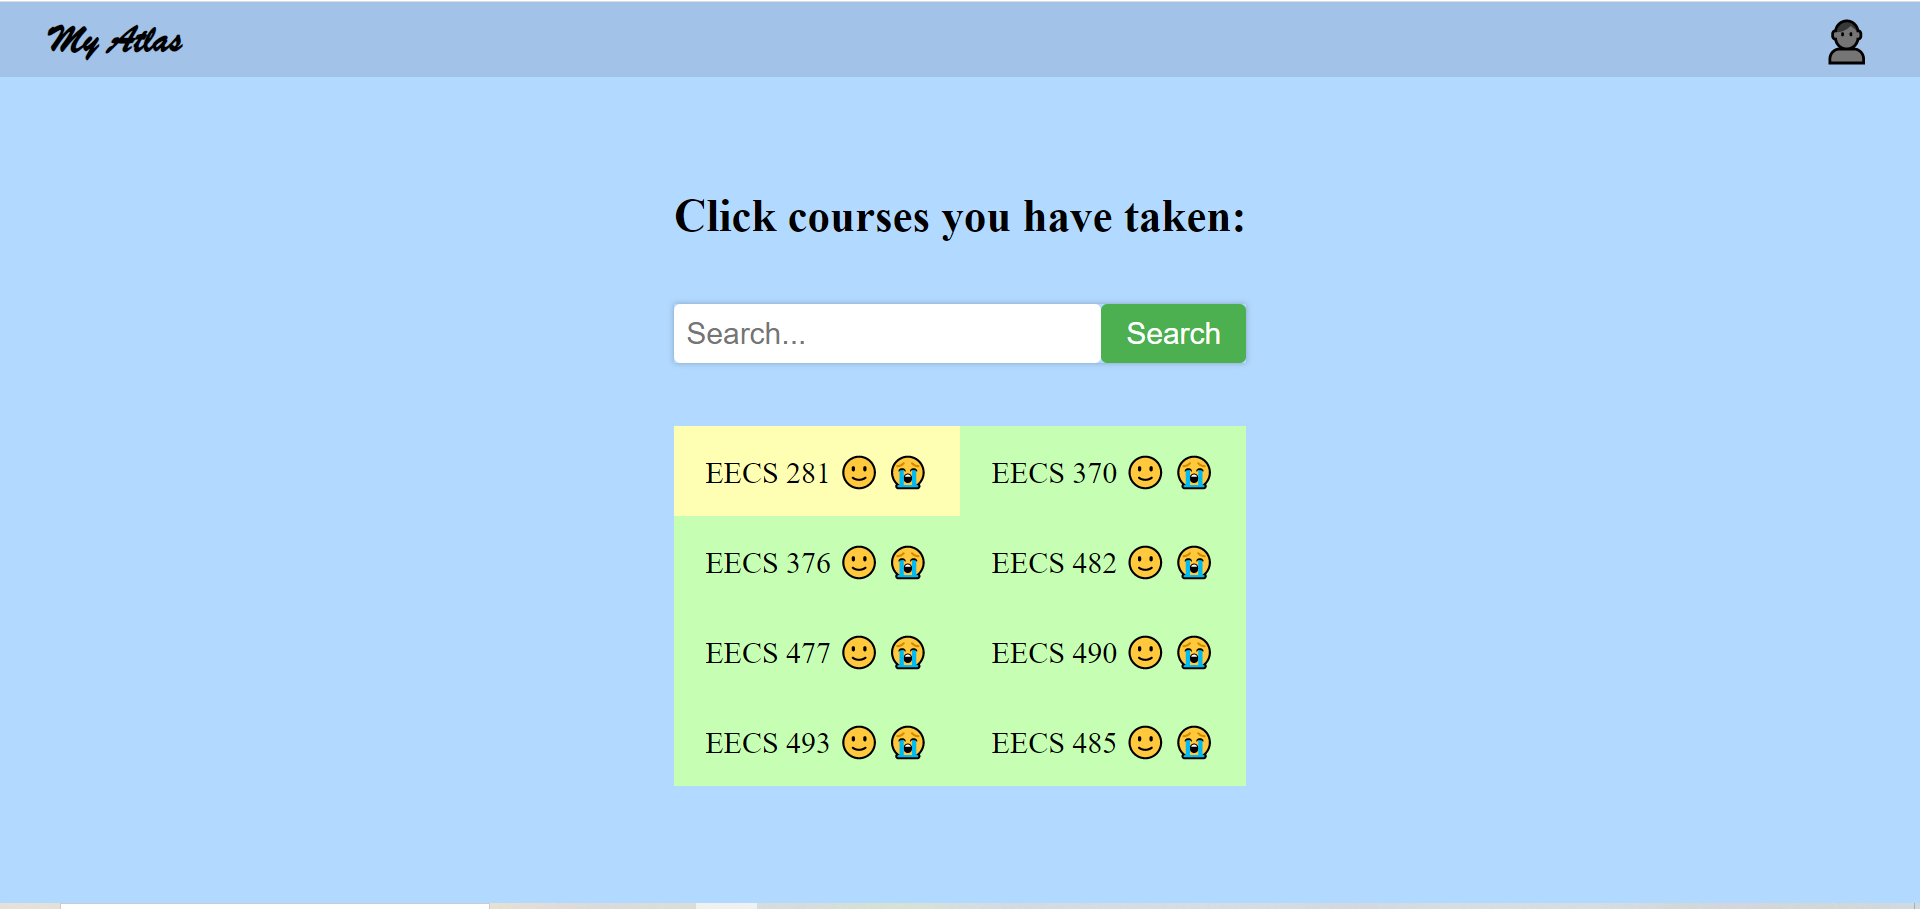 My Atlas
Click courses you have taken:
Search... Search
EECS 281 🙂 😭 EECS 370 🙂 😭
EECS 376 🙂 😭 EECS 482 🙂 😭
EECS 477 🙂 😭 EECS 490 🙂 😭
EECS 493 🙂 😭 EECS 485 🙂 😭